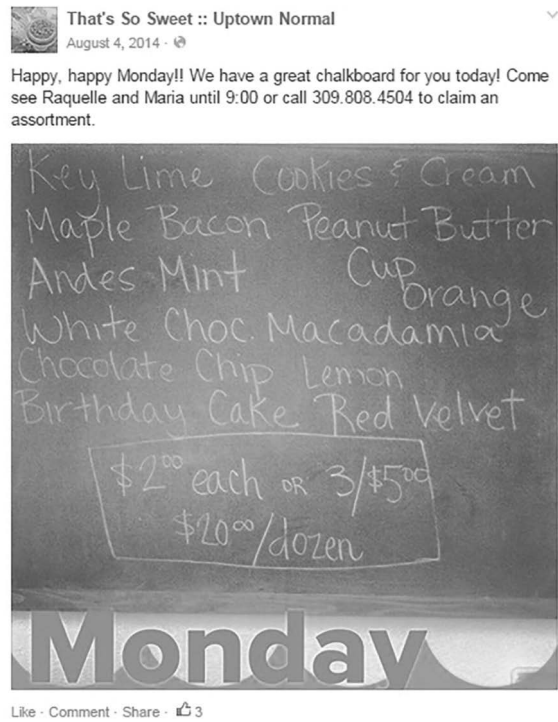 That's So Sweet :: Uptown Normal
August 4, 2014 ·
Happy, happy Monday!! We have a great chalkboard for you today! Come
see Raquelle and Maria until 9:00 or call 309.808.4504 to claim an
assortment.
Key Lime Cookies & Cream
Maple Bacon Peanut Butter
Andes Mint Cup
Orange
White Choc. Macadamia
Chocolate Chip Lemon
Birthday Cake Red Velvet
$2.00 each OR 3/$5.00
$20.00/dozen
Monday
Like · Comment · Share · 3